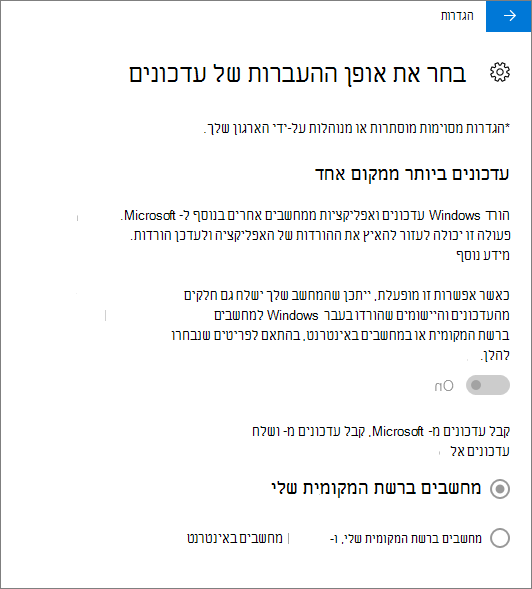 הגדרות
בחר את אופן ההעברות של עדכונים
*הגדרות מסוימות מוסתרות או מנוהלות על-ידי הארגון שלך.
עדכונים ביותר ממקום אחד
הורד Windows עדכונים ואפליקציות ממחשבים אחרים בנוסף ל- Microsoft.
פעולה זו יכולה לעזור להאיץ את ההורדות של האפליקציה ולעדכן הורדות.
מידע נוסף
כאשר אפשרות זו מופעלת, ייתכן שהמחשב שלך ישלח גם חלקים
מהעדכונים והיישומים שהורדו בעבר Windows למחשבים
ברשת המקומית או במחשבים באינטרנט, בהתאם לפריטים שנבחרו
להלן.
On
קבל עדכונים מ- Microsoft, קבל עדכונים מ- ושלח
עדכונים אל
מחשבים ברשת המקומית שלי
מחשבים ברשת המקומית שלי, ו- מחשבים באינטרנט